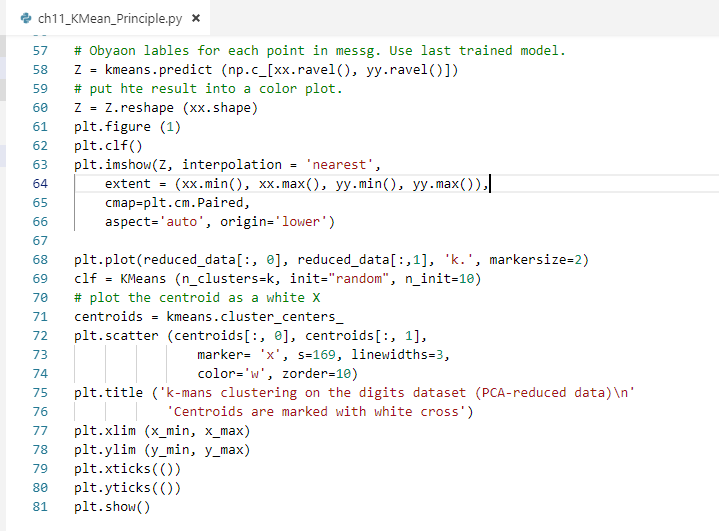 ch11_KMean_Principle.py ×
57 # Obyaon lables for each point in messg. Use last trained model.
58 Z = kmeans.predict (np.c_[xx.ravel(), yy.ravel()])
59 # put hte result into a color plot.
60 Z = Z.reshape (xx.shape)
61 plt.figure (1)
62 plt.clf()
63 plt.imshow(Z, interpolation = 'nearest',
64     extent = (xx.min(), xx.max(), yy.min(), yy.max()),
65     cmap=plt.cm.Paired,
66     aspect='auto', origin='lower')
67
68 plt.plot(reduced_data[:, 0], reduced_data[:,1], 'k.', markersize=2)
69 clf = KMeans (n_clusters=k, init="random", n_init=10)
70 # plot the centroid as a white X
71 centroids = kmeans.cluster_centers_
72 plt.scatter (centroids[:, 0], centroids[:, 1],
73                 marker= 'x', s=169, linewidths=3,
74                 color='w', zorder=10)
75 plt.title ('k-mans clustering on the digits dataset (PCA-reduced data)\n'
76             'Centroids are marked with white cross')
77 plt.xlim (x_min, x_max)
78 plt.ylim (y_min, y_max)
79 plt.xticks(())
80 plt.yticks(())
81 plt.show()